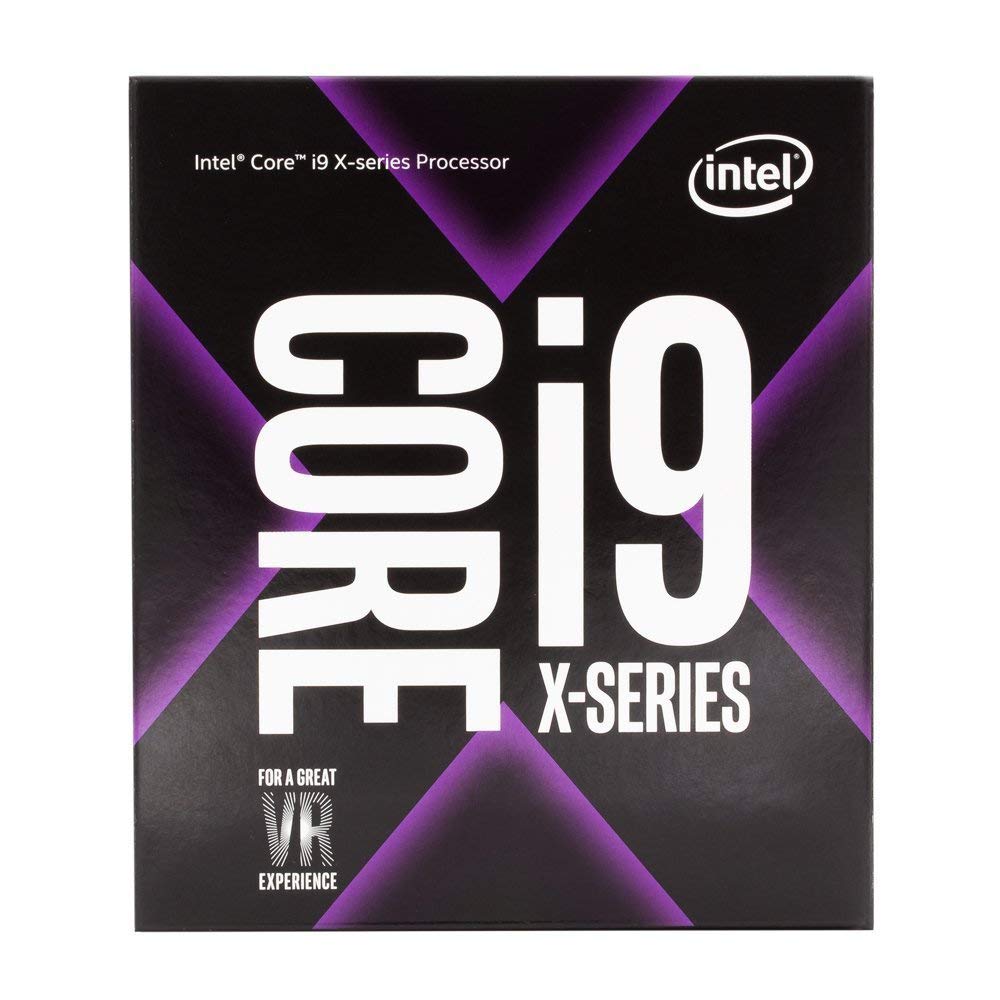 Intel® Core™ i9 X-series Processor
intel®
CORE
i9
X-SERIES
FOR A GREAT
VR
EXPERIENCE